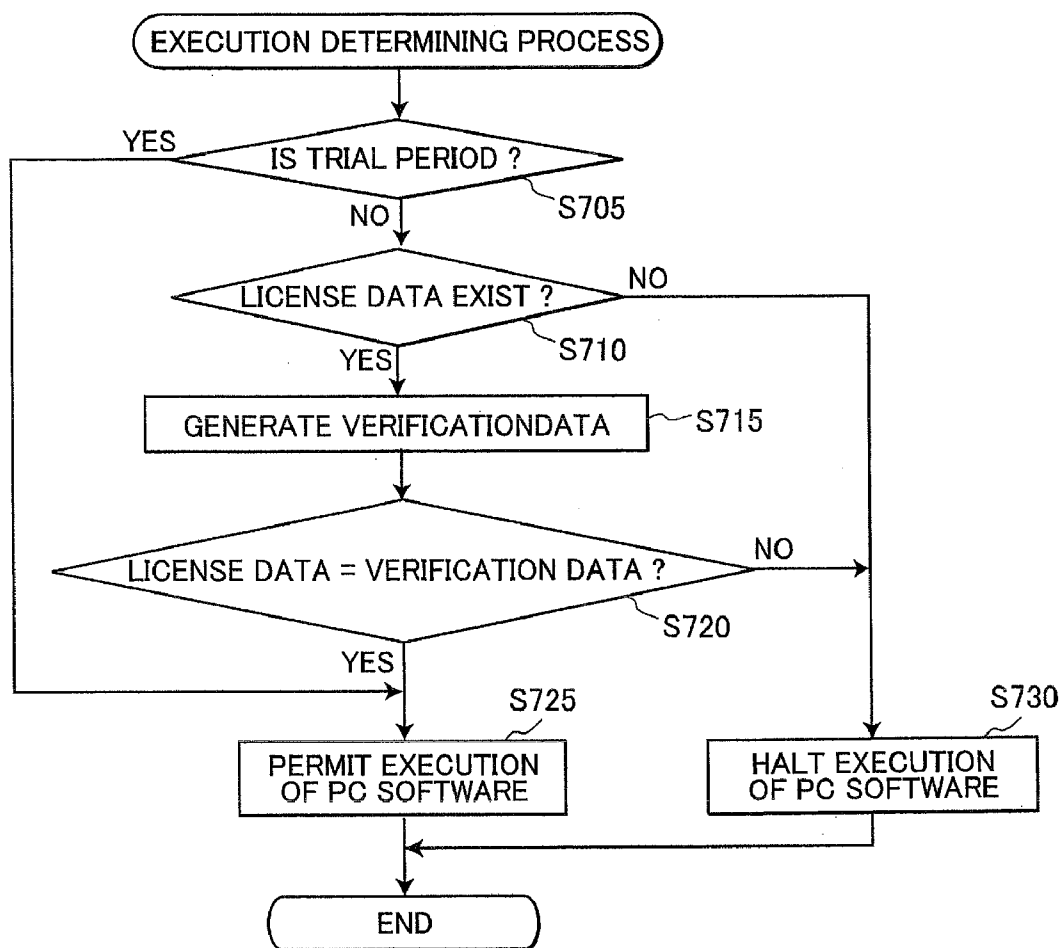 EXECUTION DETERMINING PROCESS
YES
IS TRIAL PERIOD ?
S705
NO
LICENSE DATA EXIST ?
NO
S710
YES
GENERATE VERIFICATIONDATA
S715
LICENSE DATA = VERIFICATION DATA ?
NO
S720
YES
S725
S730
PERMIT EXECUTION
OF PC SOFTWARE
HALT EXECUTION
OF PC SOFTWARE
END